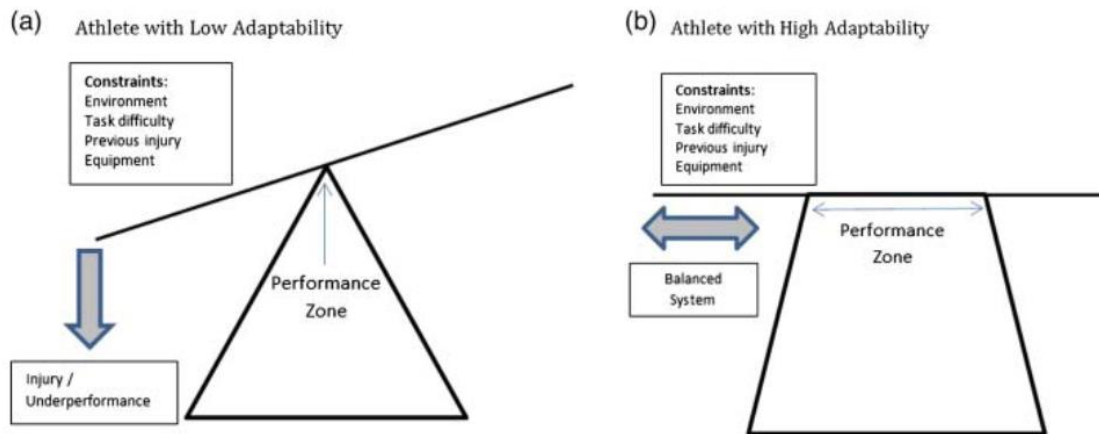 (a) Athlete with Low Adaptability
Constraints:
Environment
Task difficulty
Previous injury
Equipment
Performance
Zone
Injury /
Underperformance
(b) Athlete with High Adaptability
Constraints:
Environment
Task difficulty
Previous injury
Equipment
Performance
Zone
Balanced
System